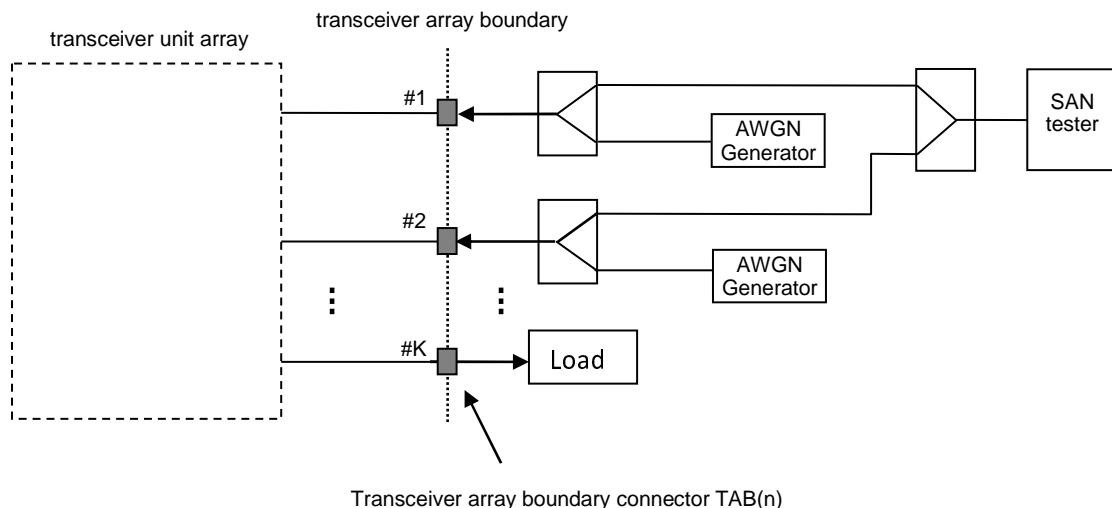 transceiver array boundary
transceiver unit array
#1
AWGN
Generator
SAN
tester
#2
AWGN
Generator
#K
Load
Transceiver array boundary connector TAB(n)